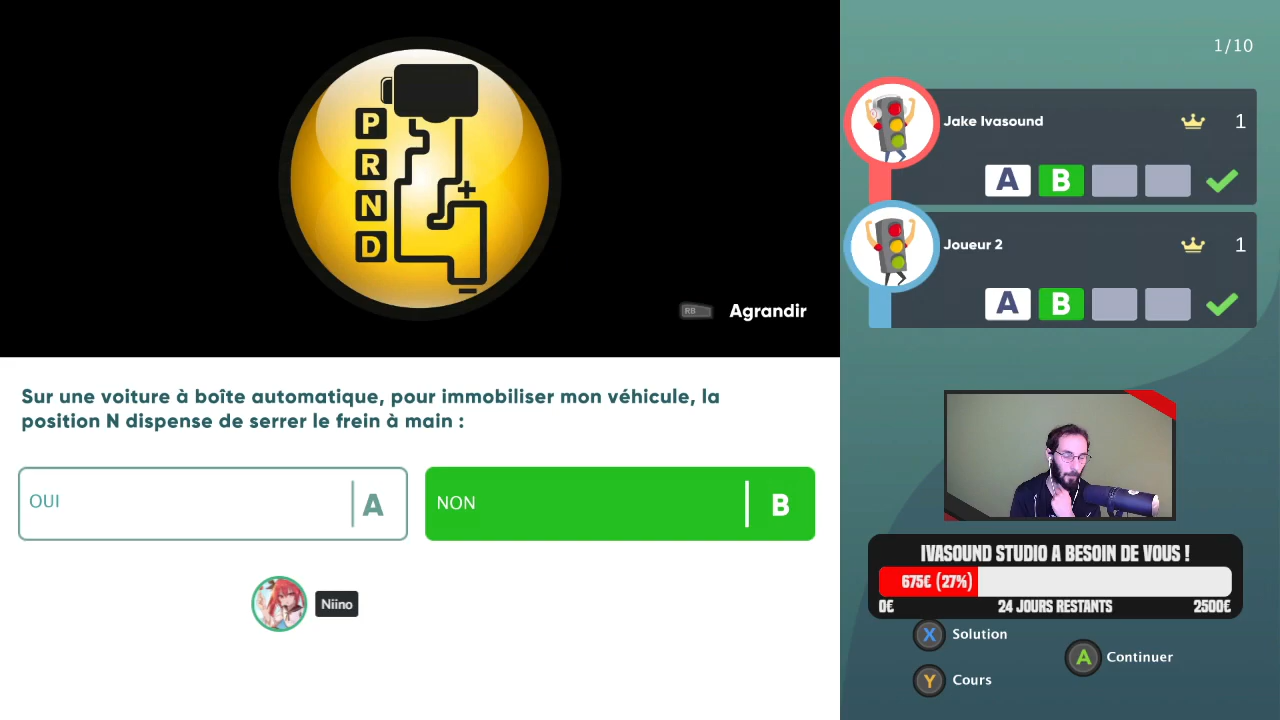 P
R
N
D
+
RB
Agrandir
Sur une voiture à boîte automatique, pour immobiliser mon véhicule, la
position N dispense de serrer le frein à main :
OUI
A
NON
B
Niino
1/10
Jake Ivasound
1
A
B
Joueur 2
1
A
B
IVASOUND STUDIO A BESOIN DE VOUS !
675€ (27%)
0€
24 JOURS RESTANTS
2500€
X
Solution
A
Continuer
Y
Cours